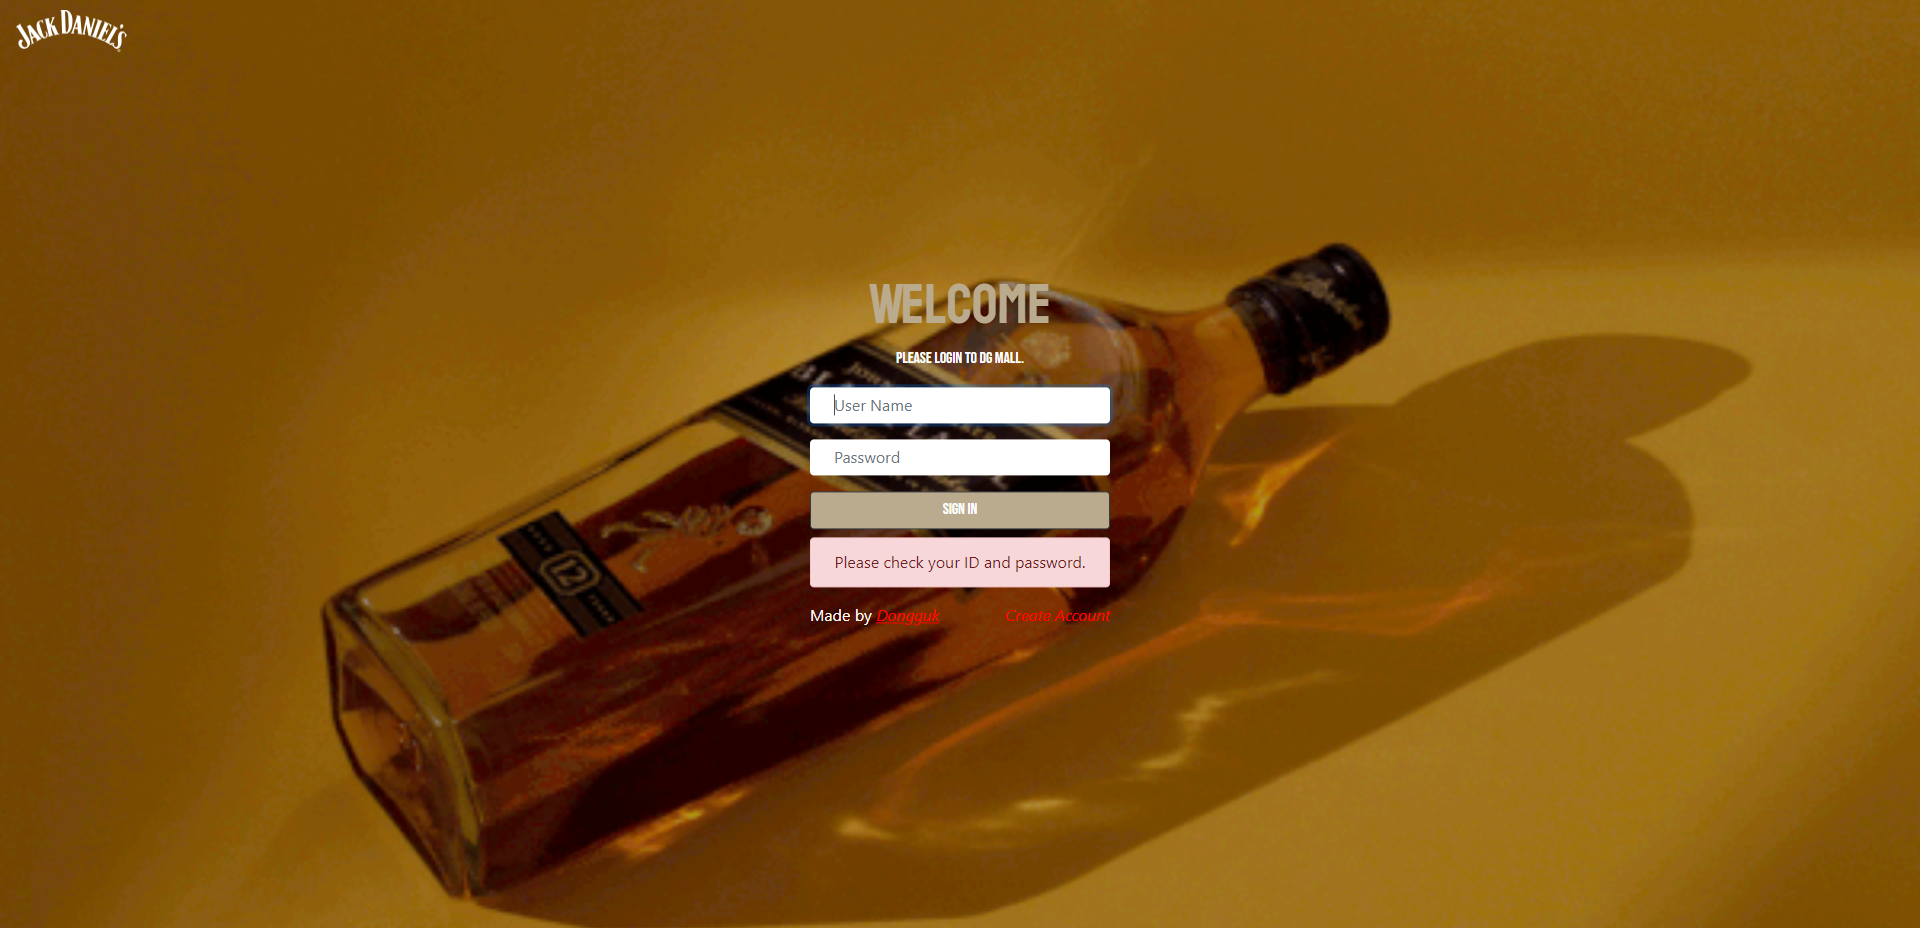 JACK DANIEL'S
WELCOME
PLEASE LOGIN TO DG MALL.
User Name
Password
SIGN IN
Please check your ID and password.
Made by Dongguk
Create Account
12